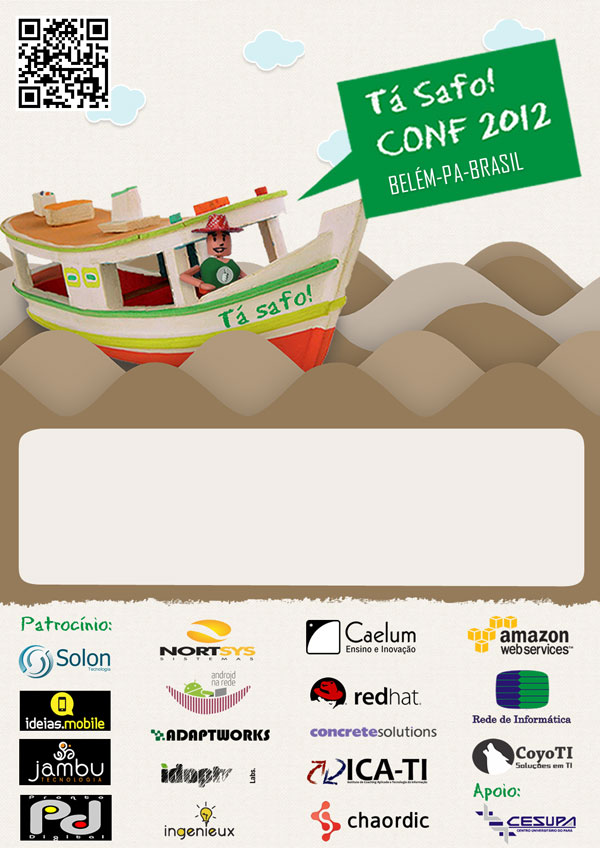 Tá Safo!
CONF 2012
BELÉM-PA-BRASIL
Tá safo!
Patrocínio:
Solon
Tecnologia
NORTSYS
SISTEMAS
Caelum
Ensino e Inovação
amazon
webservices™
ideias.mobile
android
na rede
redhat.
Rede de Informática
ADAPTWORKS
concretesolutions
jambu
TECNOLOGIA
Labs.
ICA-TI
CoyoTI
Soluções em TI
Pronto
Pd
Digital
ingenieux
chaordic
Apoio:
CESUPA
CENTRO UNIVERSITÁRIO DO PARÁ